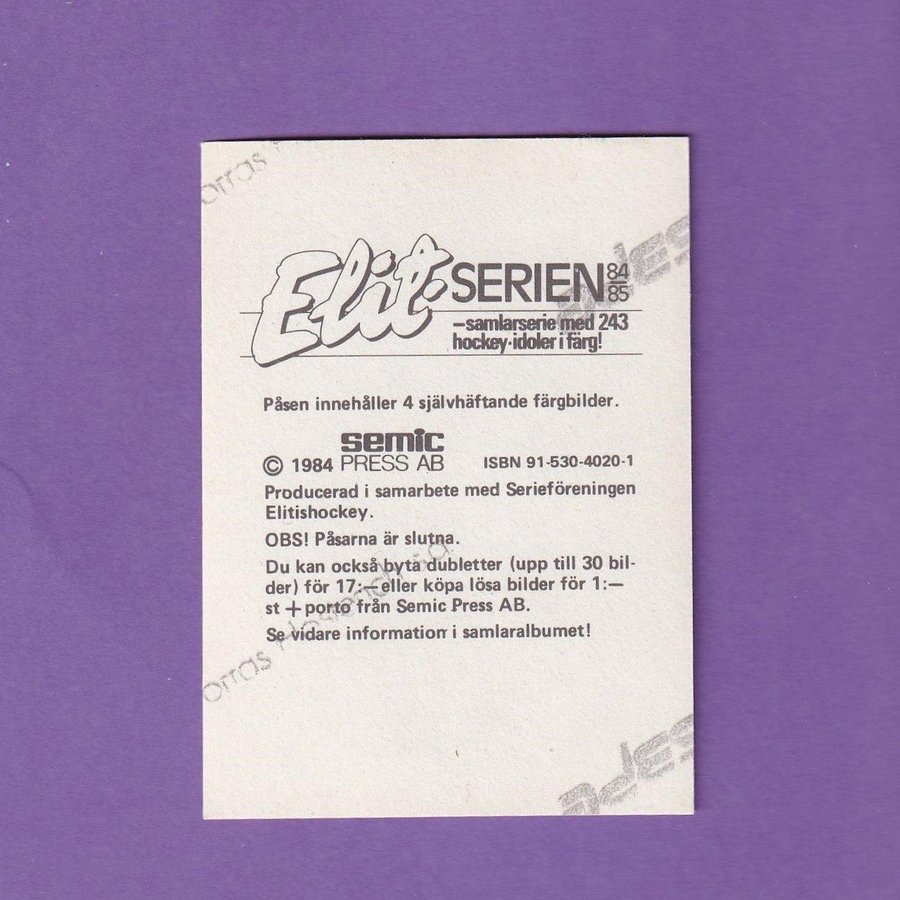 orras
Elit-SERIEN 84
85
–samlarserie med 243
hockey-idoler i färg!
Påsen innehåller 4 självhäftande färgbilder.
semic
© 1984 PRESS AB ISBN 91-530-4020-1
Producerad i samarbete med Serieföreningen
Elitishockey.
OBS! Påsarna är slutna.
Du kan också byta dubletter (upp till 30 bil-
der) för 17:— eller köpa lösa bilder för 1:—
st + porto från Semic Press AB.
Se vidare information i samlaralbumet!
orras